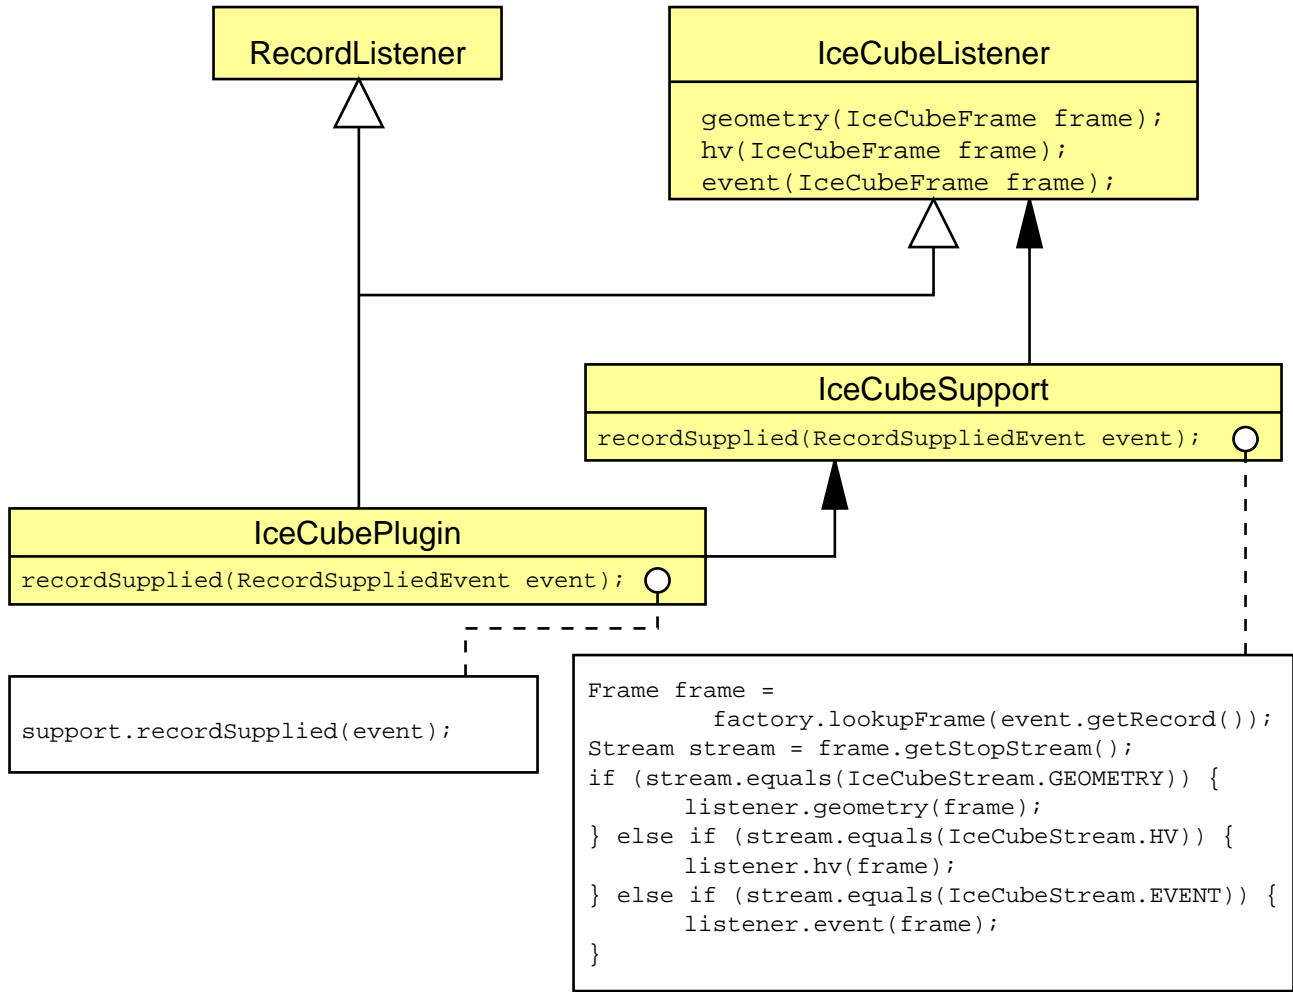 RecordListener
IceCubeListener
geometry(IceCubeFrame frame);
hv(IceCubeFrame frame);
event(IceCubeFrame frame);
IceCubeSupport
recordSupplied(RecordSuppliedEvent event);
IceCubePlugin
recordSupplied(RecordSuppliedEvent event);
support.recordSupplied(event);
Frame frame =
factory.lookupFrame(event.getRecord());
Stream stream = frame.getStopStream();
if (stream.equals(IceCubeStream.GEOMETRY)) {
listener.geometry(frame);
} else if (stream.equals(IceCubeStream.HV)) {
listener.hv(frame);
} else if (stream.equals(IceCubeStream.EVENT)) {
listener.event(frame);
}